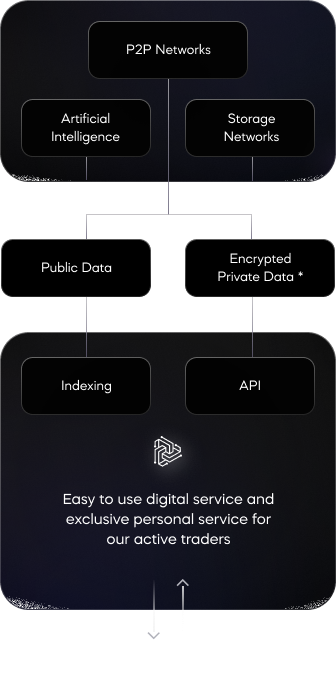 P2P Networks
Artificial
Intelligence
Storage
Networks
Public Data
Encrypted
Private Data *
Indexing
API
Easy to use digital service and
exclusive personal service for
our active traders